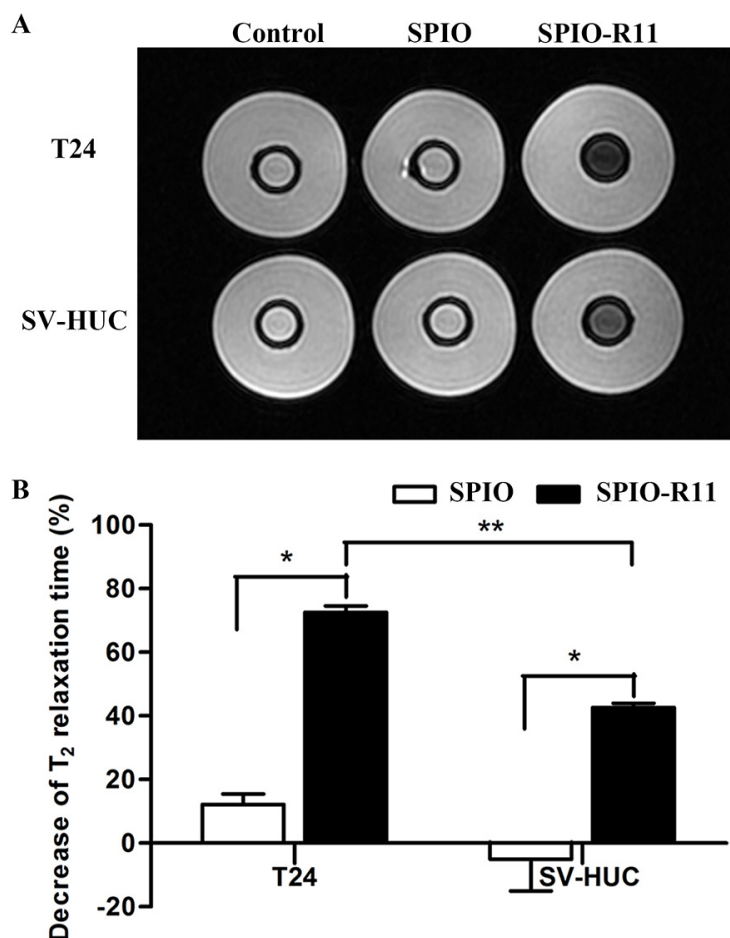 A
Control SPIO SPIO-R11
T24
SV-HUC
B
SPIO SPIO-R11
Decrease of T2 relaxation time (%)
100
80
60
40
20
0
-20
*
**
*
T24 SV-HUC